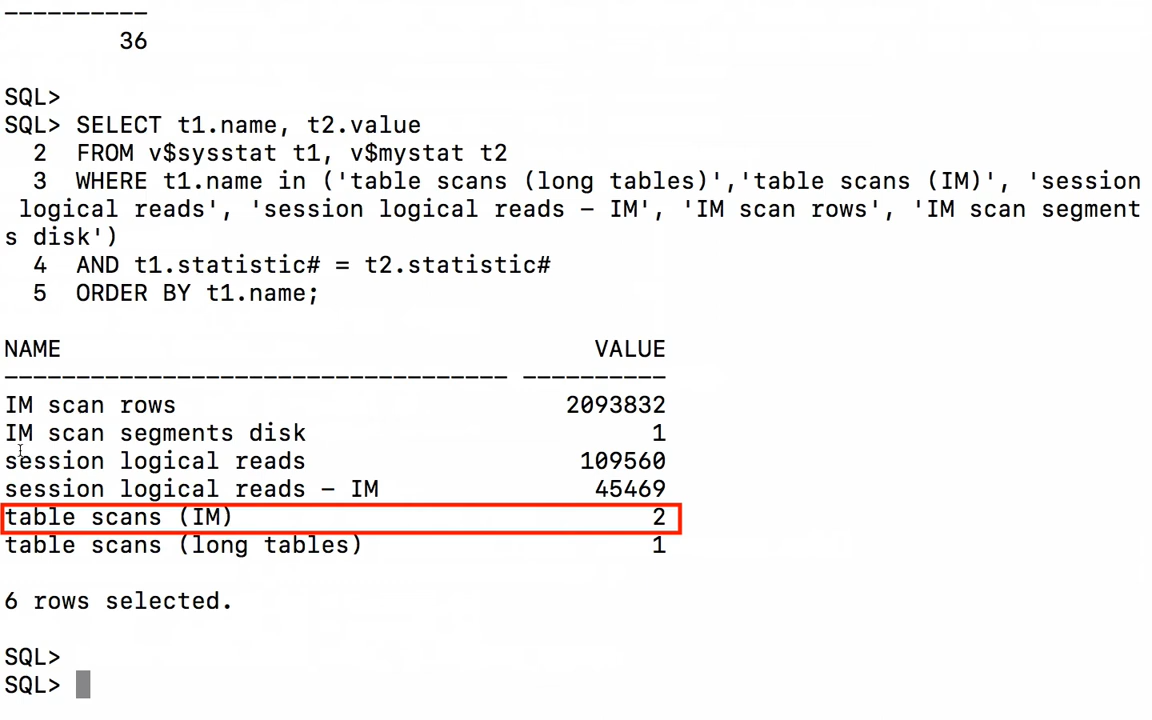 ----------
36
SQL>
SQL> SELECT t1.name, t2.value
2 FROM v$sysstat t1, v$mystat t2
3 WHERE t1.name in ('table scans (long tables)','table scans (IM)', 'session
logical reads', 'session logical reads – IM', 'IM scan rows', 'IM scan segment
s disk')
4 AND t1.statistic# = t2.statistic#
5 ORDER BY t1.name;
NAME VALUE
----------------------------------- ----------
IM scan rows 2093832
IM scan segments disk 1
session logical reads 109560
session logical reads – IM 45469
table scans (IM) 2
table scans (long tables) 1
6 rows selected.
SQL>
SQL>